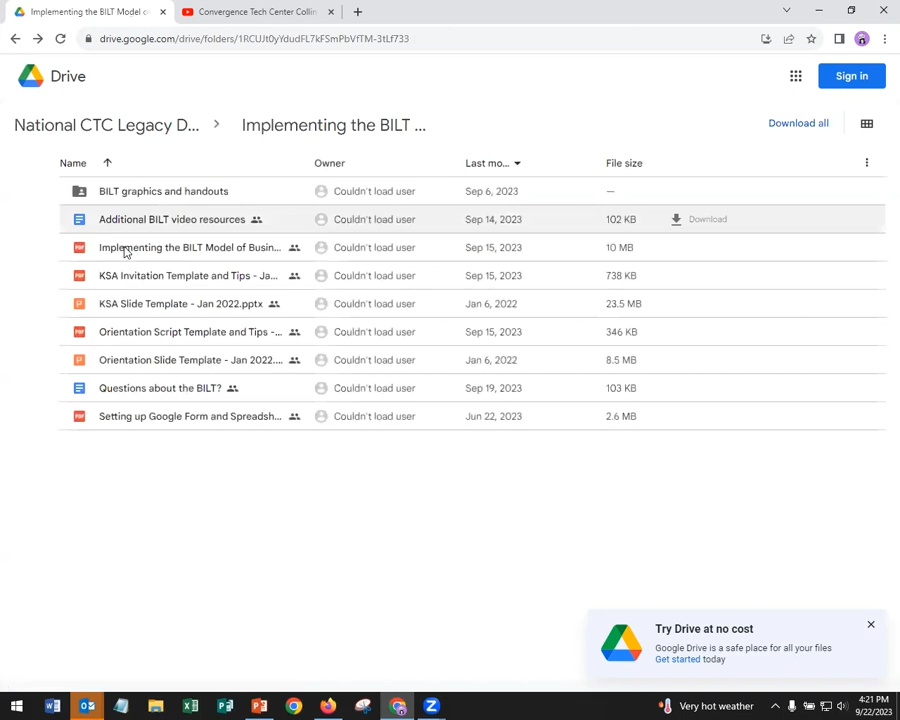 Implementing the BILT Model o
Convergence Tech Center Collin
drive.google.com/drive/folders/1RCUJt0yYdudFL7kFSmPbVfTM-3tLf733
Drive
Sign in
National CTC Legacy D... > Implementing the BILT ...
Download all
Name Owner Last mo... File size
BILT graphics and handouts Couldn't load user Sep 6, 2023 —
Additional BILT video resources Couldn't load user Sep 14, 2023 102 KB Download
PDF Implementing the BILT Model of Busin... Couldn't load user Sep 15, 2023 10 MB
PDF KSA Invitation Template and Tips - Ja... Couldn't load user Sep 15, 2023 738 KB
KSA Slide Template - Jan 2022.pptx Couldn't load user Jan 6, 2022 23.5 MB
PDF Orientation Script Template and Tips -... Couldn't load user Sep 15, 2023 346 KB
Orientation Slide Template - Jan 2022.... Couldn't load user Jan 6, 2022 8.5 MB
Questions about the BILT? Couldn't load user Sep 19, 2023 103 KB
PDF Setting up Google Form and Spreadsh... Couldn't load user Jun 22, 2023 2.6 MB
Try Drive at no cost
Google Drive is a safe place for all your files
Get started today
Very hot weather
4:21 PM
9/22/2023